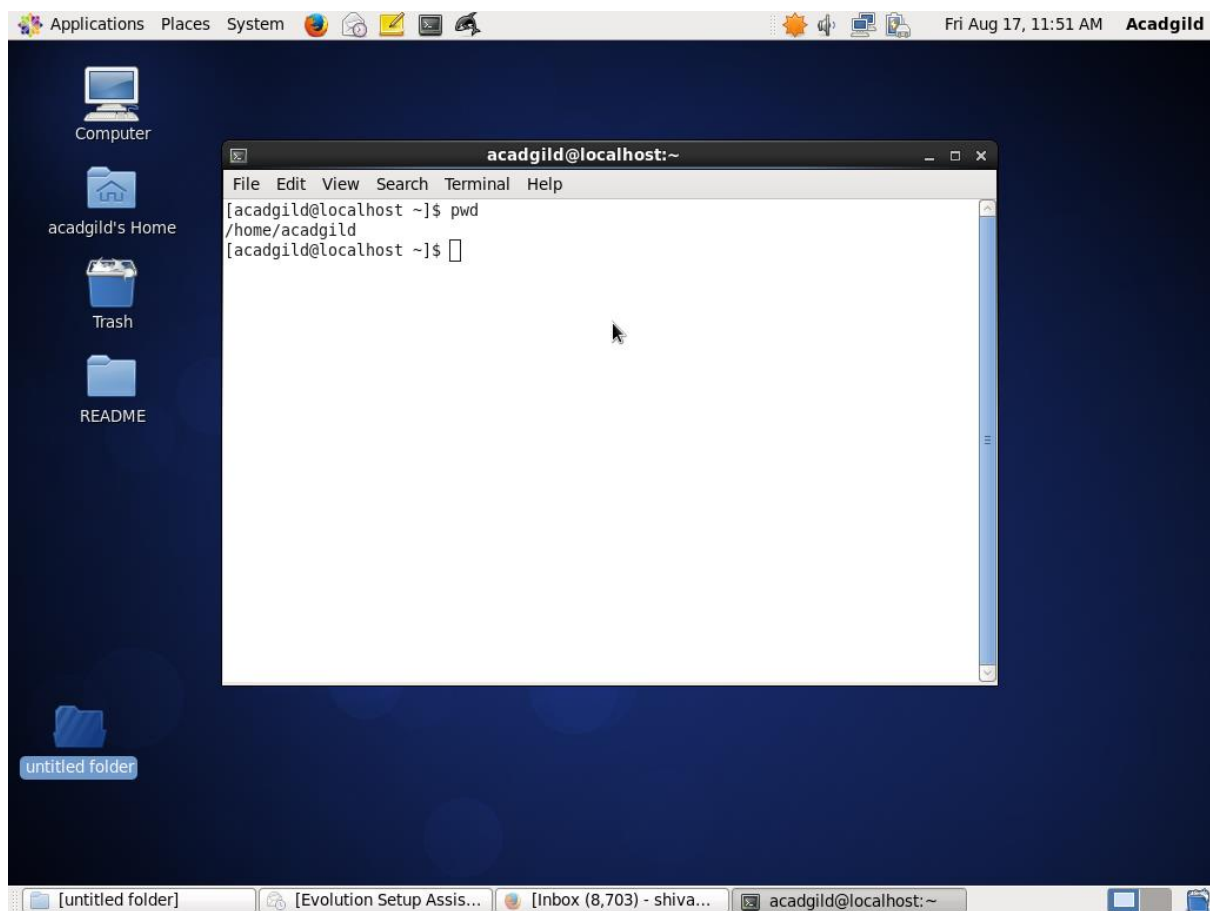 Applications Places System Fri Aug 17, 11:51 AM Acadgild
Computer
acadgild's Home
Trash
README
untitled folder
acadgild@localhost:~
File Edit View Search Terminal Help
[acadgild@localhost ~]$ pwd
/home/acadgild
[acadgild@localhost ~]$
[untitled folder] [Evolution Setup Assis... [Inbox (8,703) - shiva... acadgild@localhost:~